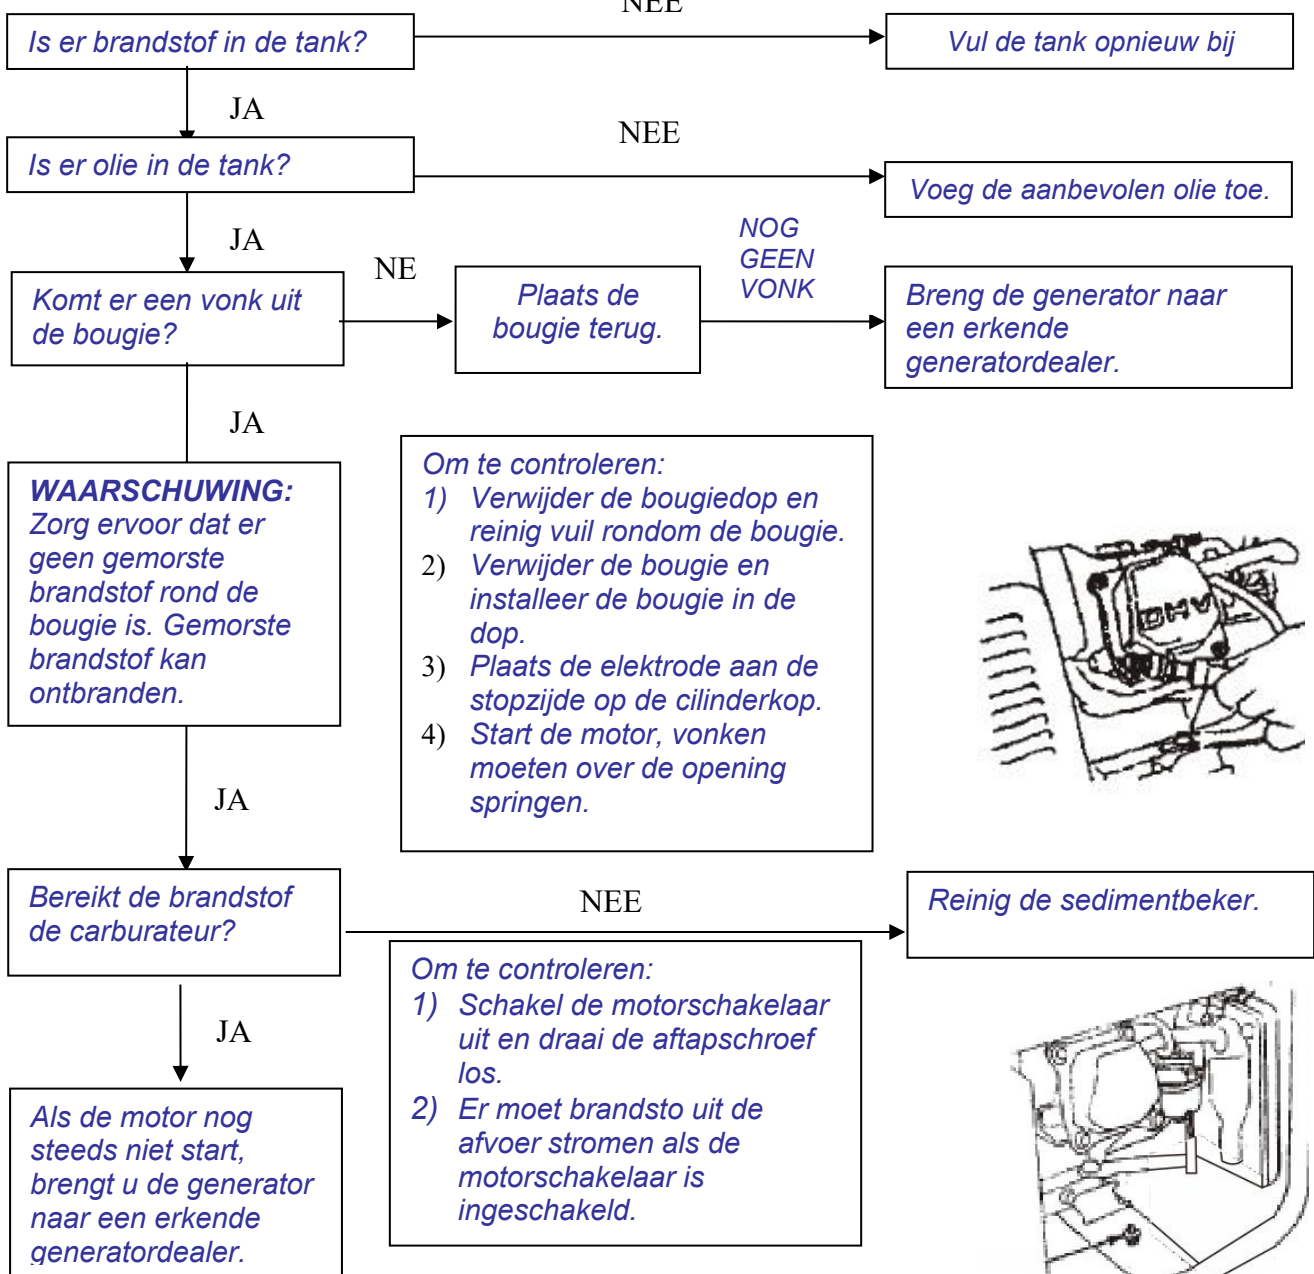 NEE
Is er brandstof in de tank?
Vul de tank opnieuw bij
JA
NEE
Is er olie in de tank?
Voeg de aanbevolen olie toe.
JA
NE
NOG
GEEN
VONK
Komt er een vonk uit
de bougie?
Plaats de
bougie terug.
Breng de generator naar
een erkende
generatordealer.
JA
WAARSCHUWING:
Zorg ervoor dat er
geen gemorste
brandstof rond de
bougie is. Gemorste
brandstof kan
ontbranden.
Om te controleren:
1) Verwijder de bougiedop en
reinig vuil rondom de bougie.
2) Verwijder de bougie en
installeer de bougie in de
dop.
3) Plaats de elektrode aan de
stopzijde op de cilinderkop.
4) Start de motor, vonken
moeten over de opening
springen.
OHV
JA
Bereikt de brandstof
de carburateur?
NEE
Reinig de sedimentbeker.
Om te controleren:
1) Schakel de motorschakelaar
uit en draai de aftapschroef
los.
2) Er moet brandsto uit de
afvoer stromen als de
motorschakelaar is
ingeschakeld.
JA
Als de motor nog
steeds niet start,
brengt u de generator
naar een erkende
generatordealer.